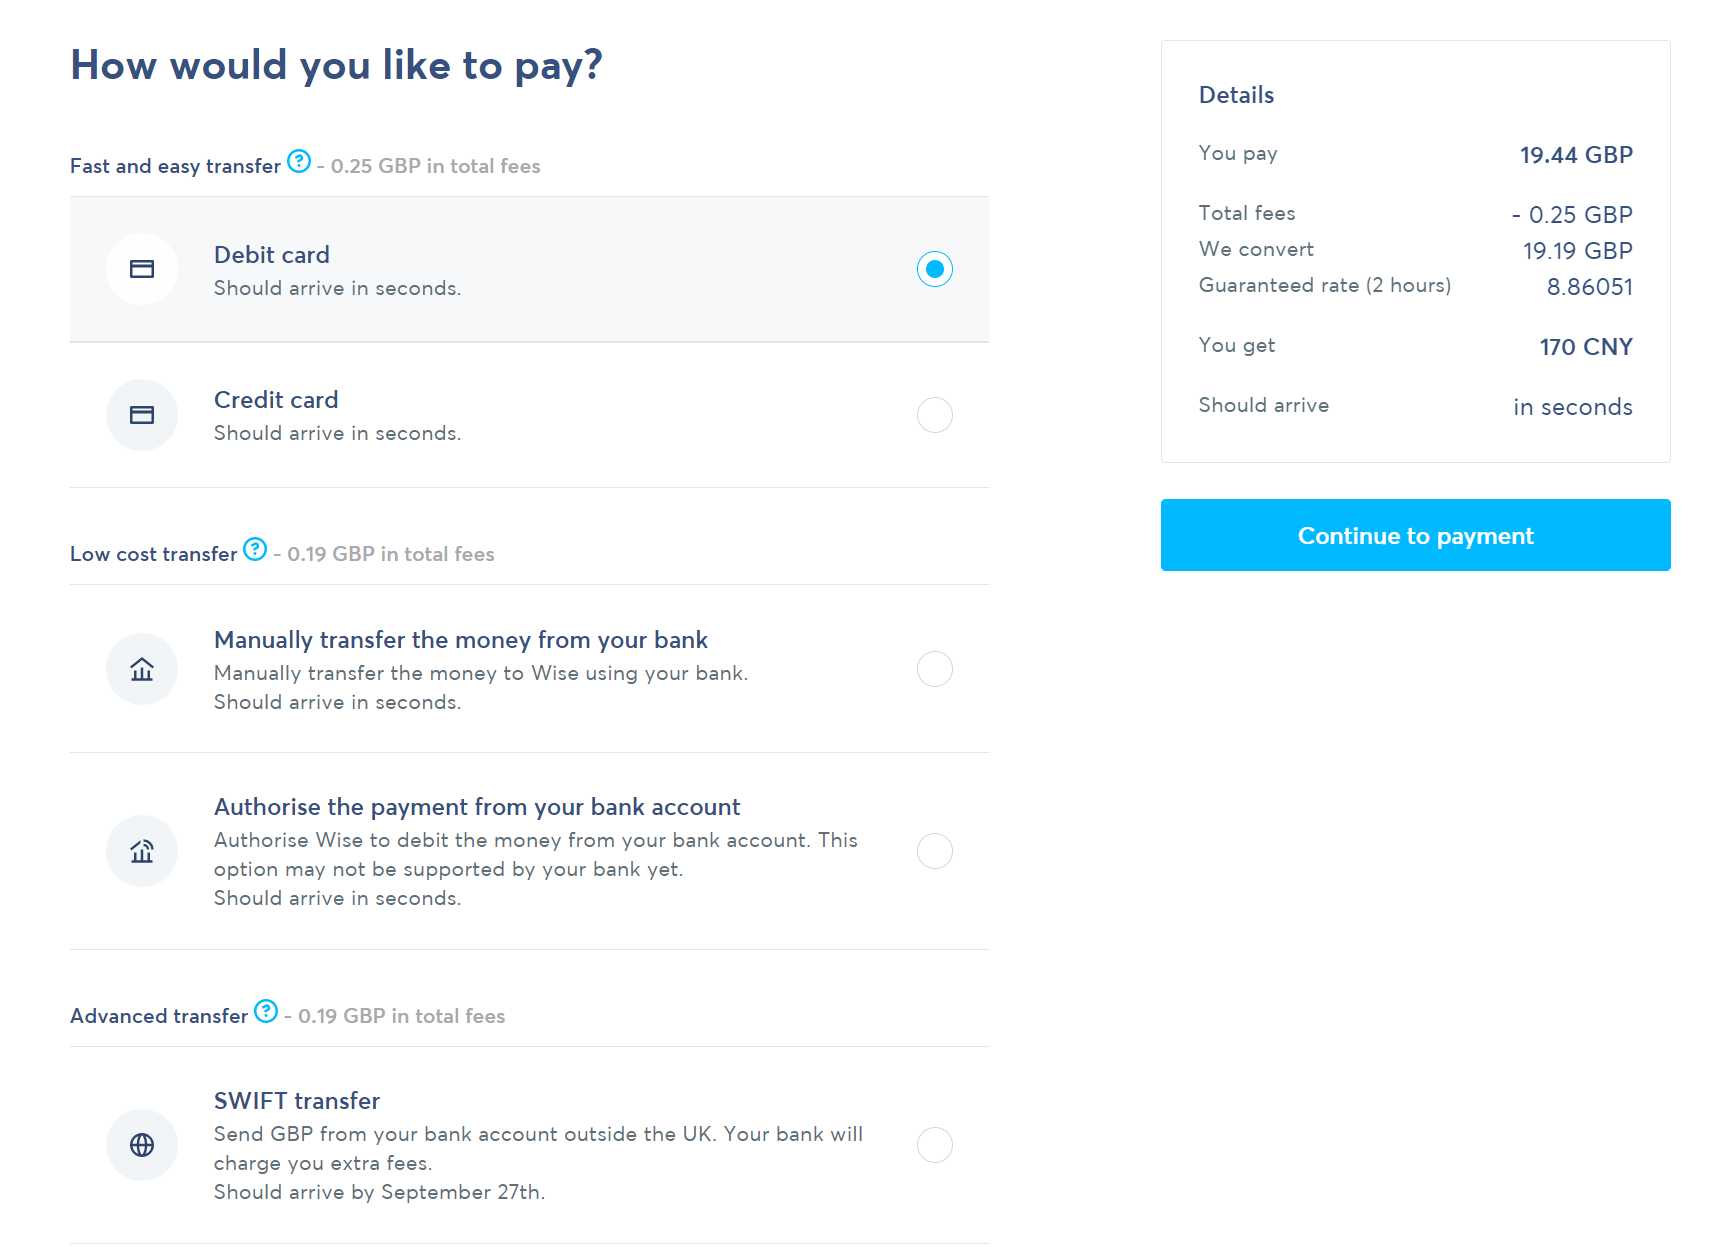 How would you like to pay?
Fast and easy transfer ? - 0.25 GBP in total fees
Debit card
Should arrive in seconds.
Credit card
Should arrive in seconds.
Low cost transfer ? - 0.19 GBP in total fees
Manually transfer the money from your bank
Manually transfer the money to Wise using your bank.
Should arrive in seconds.
Authorise the payment from your bank account
Authorise Wise to debit the money from your bank account. This
option may not be supported by your bank yet.
Should arrive in seconds.
Advanced transfer ? - 0.19 GBP in total fees
SWIFT transfer
Send GBP from your bank account outside the UK. Your bank will
charge you extra fees.
Should arrive by September 27th.
Details
You pay 19.44 GBP
Total fees - 0.25 GBP
We convert 19.19 GBP
Guaranteed rate (2 hours) 8.86051
You get 170 CNY
Should arrive in seconds
Continue to payment